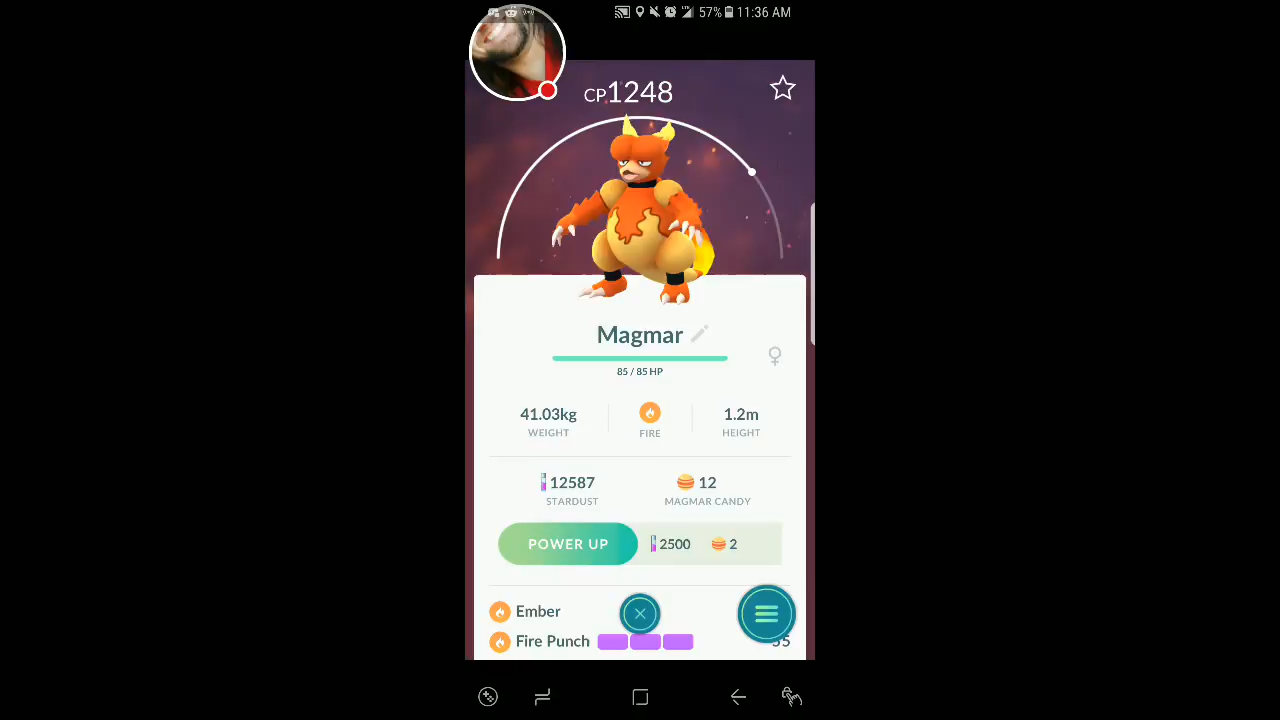 57% 11:36 AM
CP1248
Magmar
85 / 85 HP
41.03kg
WEIGHT
FIRE
1.2m
HEIGHT
12587
STARDUST
12
MAGMAR CANDY
POWER UP
2500
2
Ember
Fire Punch
55